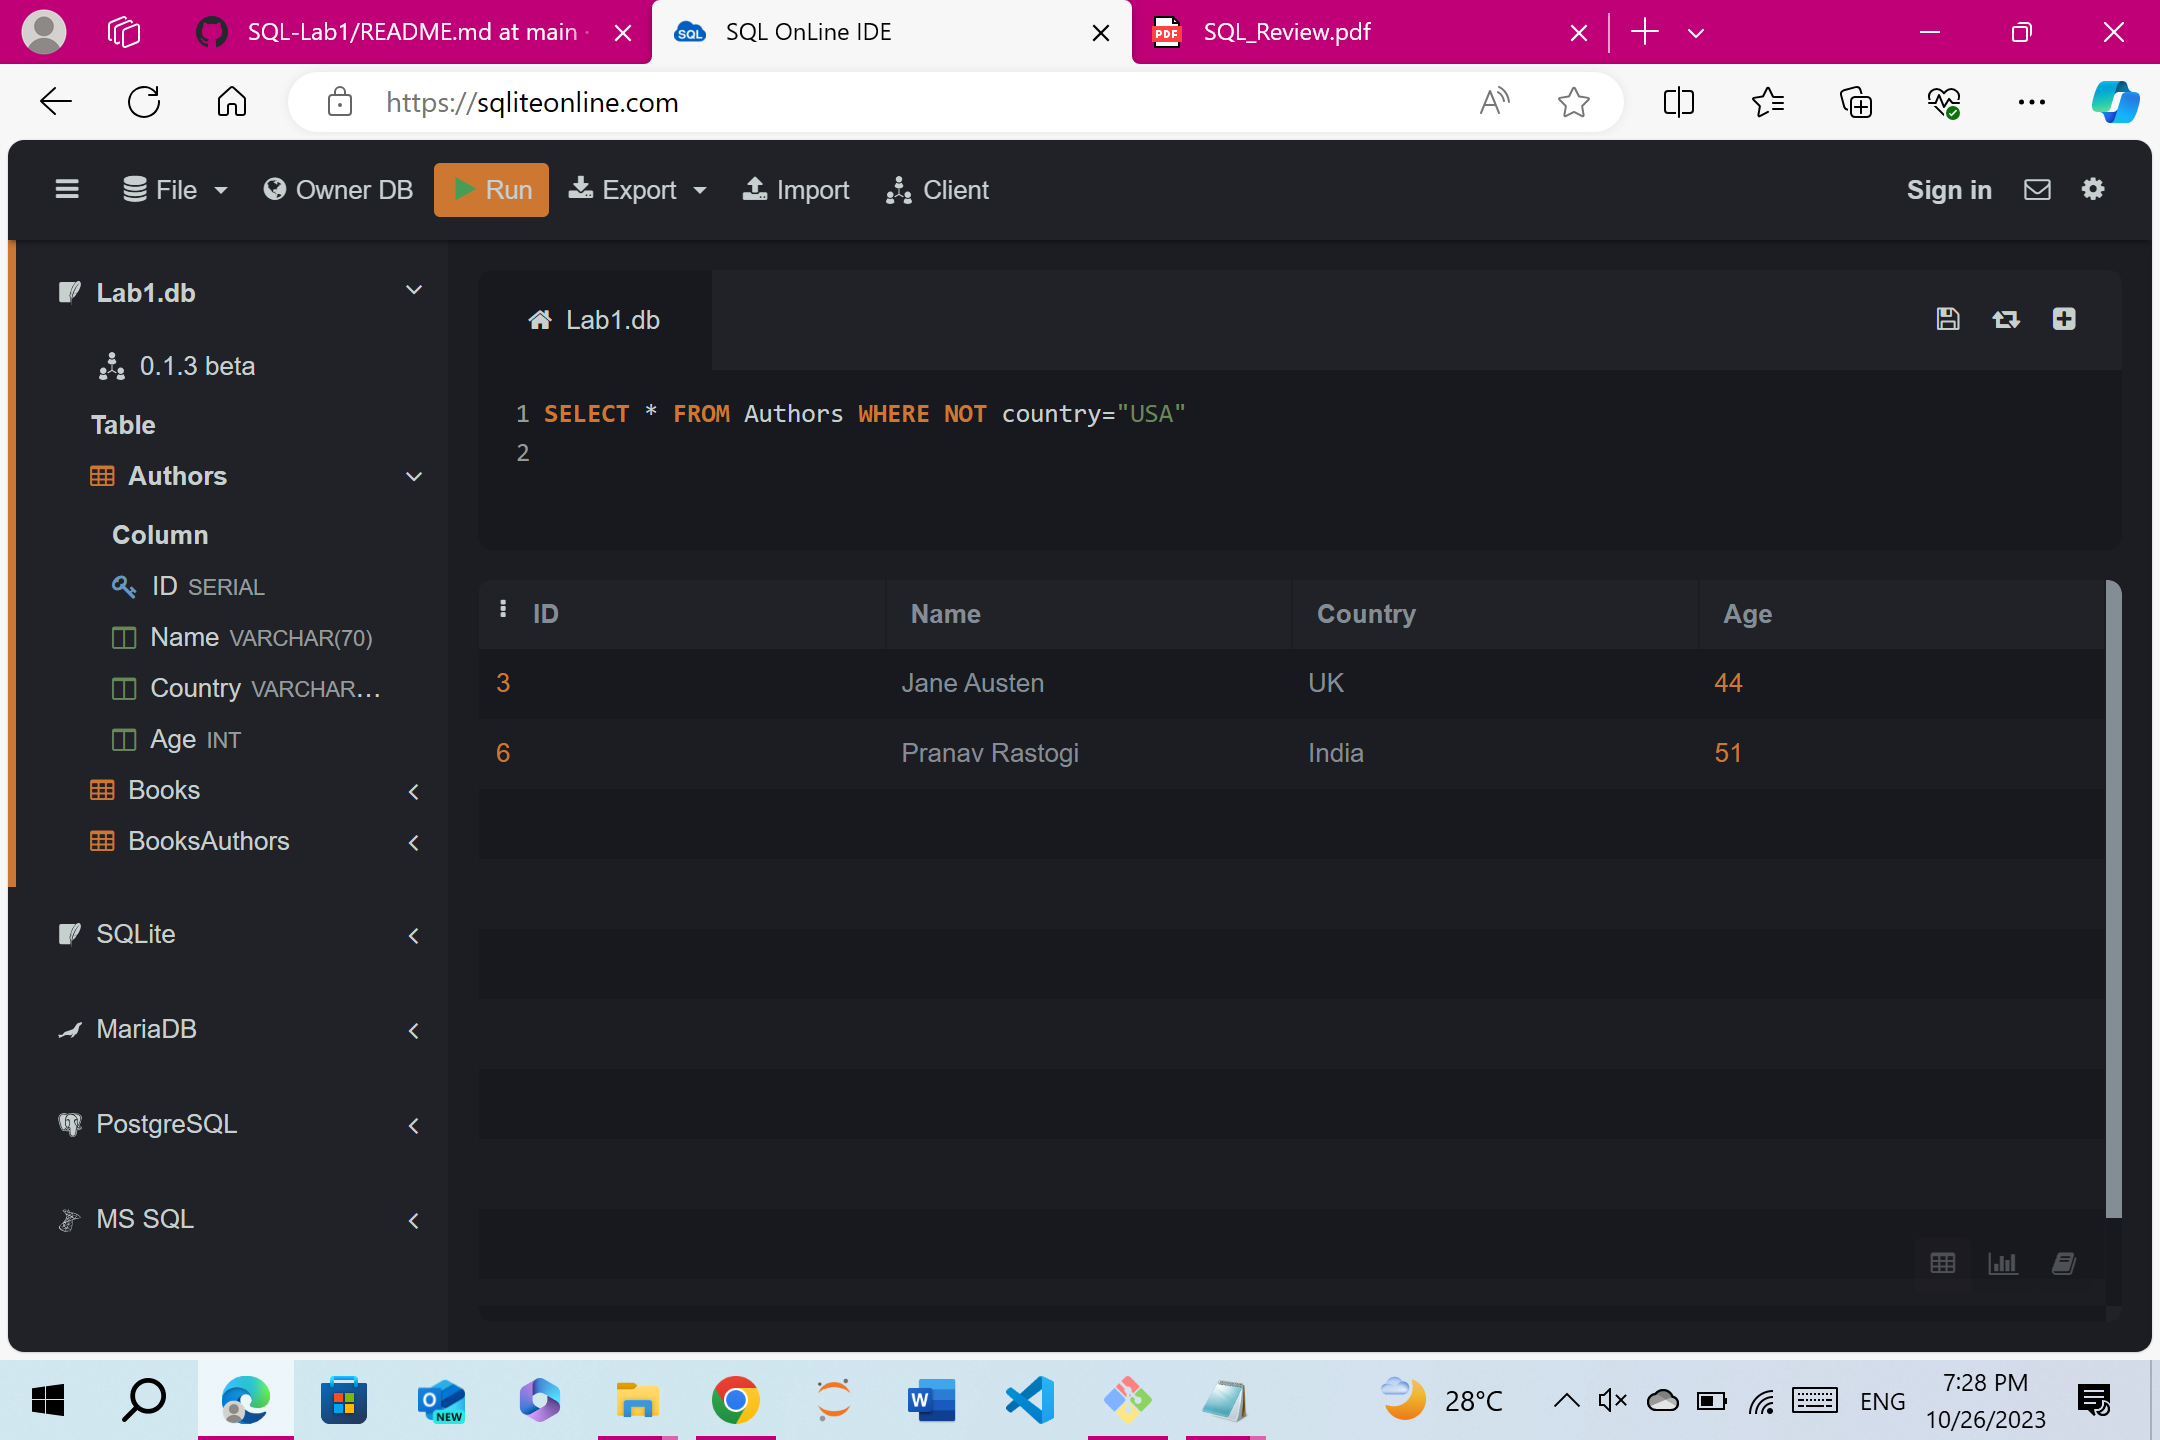 SQL-Lab1/README.md at main
SQL OnLine IDE
PDF
SQL_Review.pdf
https://sqliteonline.com
File
Owner DB
Run
Export
Import
Client
Sign in
Lab1.db
0.1.3 beta
Table
Authors
Column
ID SERIAL
Name VARCHAR(70)
Country VARCHAR...
Age INT
Books
BooksAuthors
SQLite
MariaDB
PostgreSQL
MS SQL
Lab1.db
1 SELECT * FROM Authors WHERE NOT country="USA"
2
ID Name Country Age
3 Jane Austen UK 44
6 Pranav Rastogi India 51
NEW
28°C
ENG
7:28 PM
10/26/2023